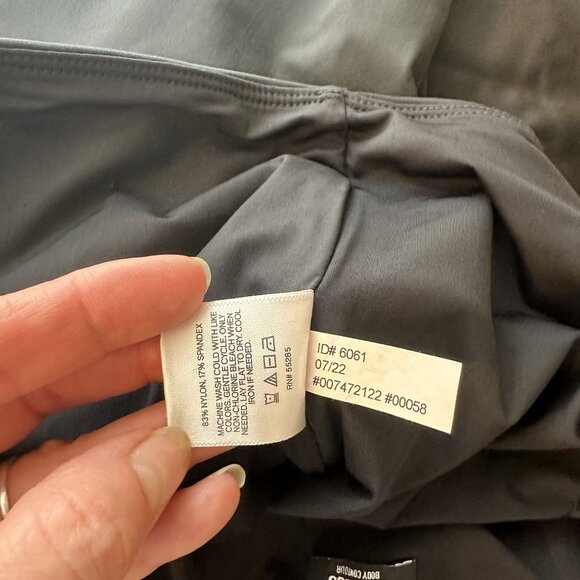 83% NYLON, 17% SPANDEX
MACHINE WASH COLD WITH LIKE
COLORS. GENTLE CYCLE. ONLY
NON-CHLORINE BLEACH WHEN
NEEDED. LAY FLAT TO DRY. COOL
IRON IF NEEDED.
RN# 55285
ID# 6061
07/22
#007472122 #00058
BODY CONTOUR